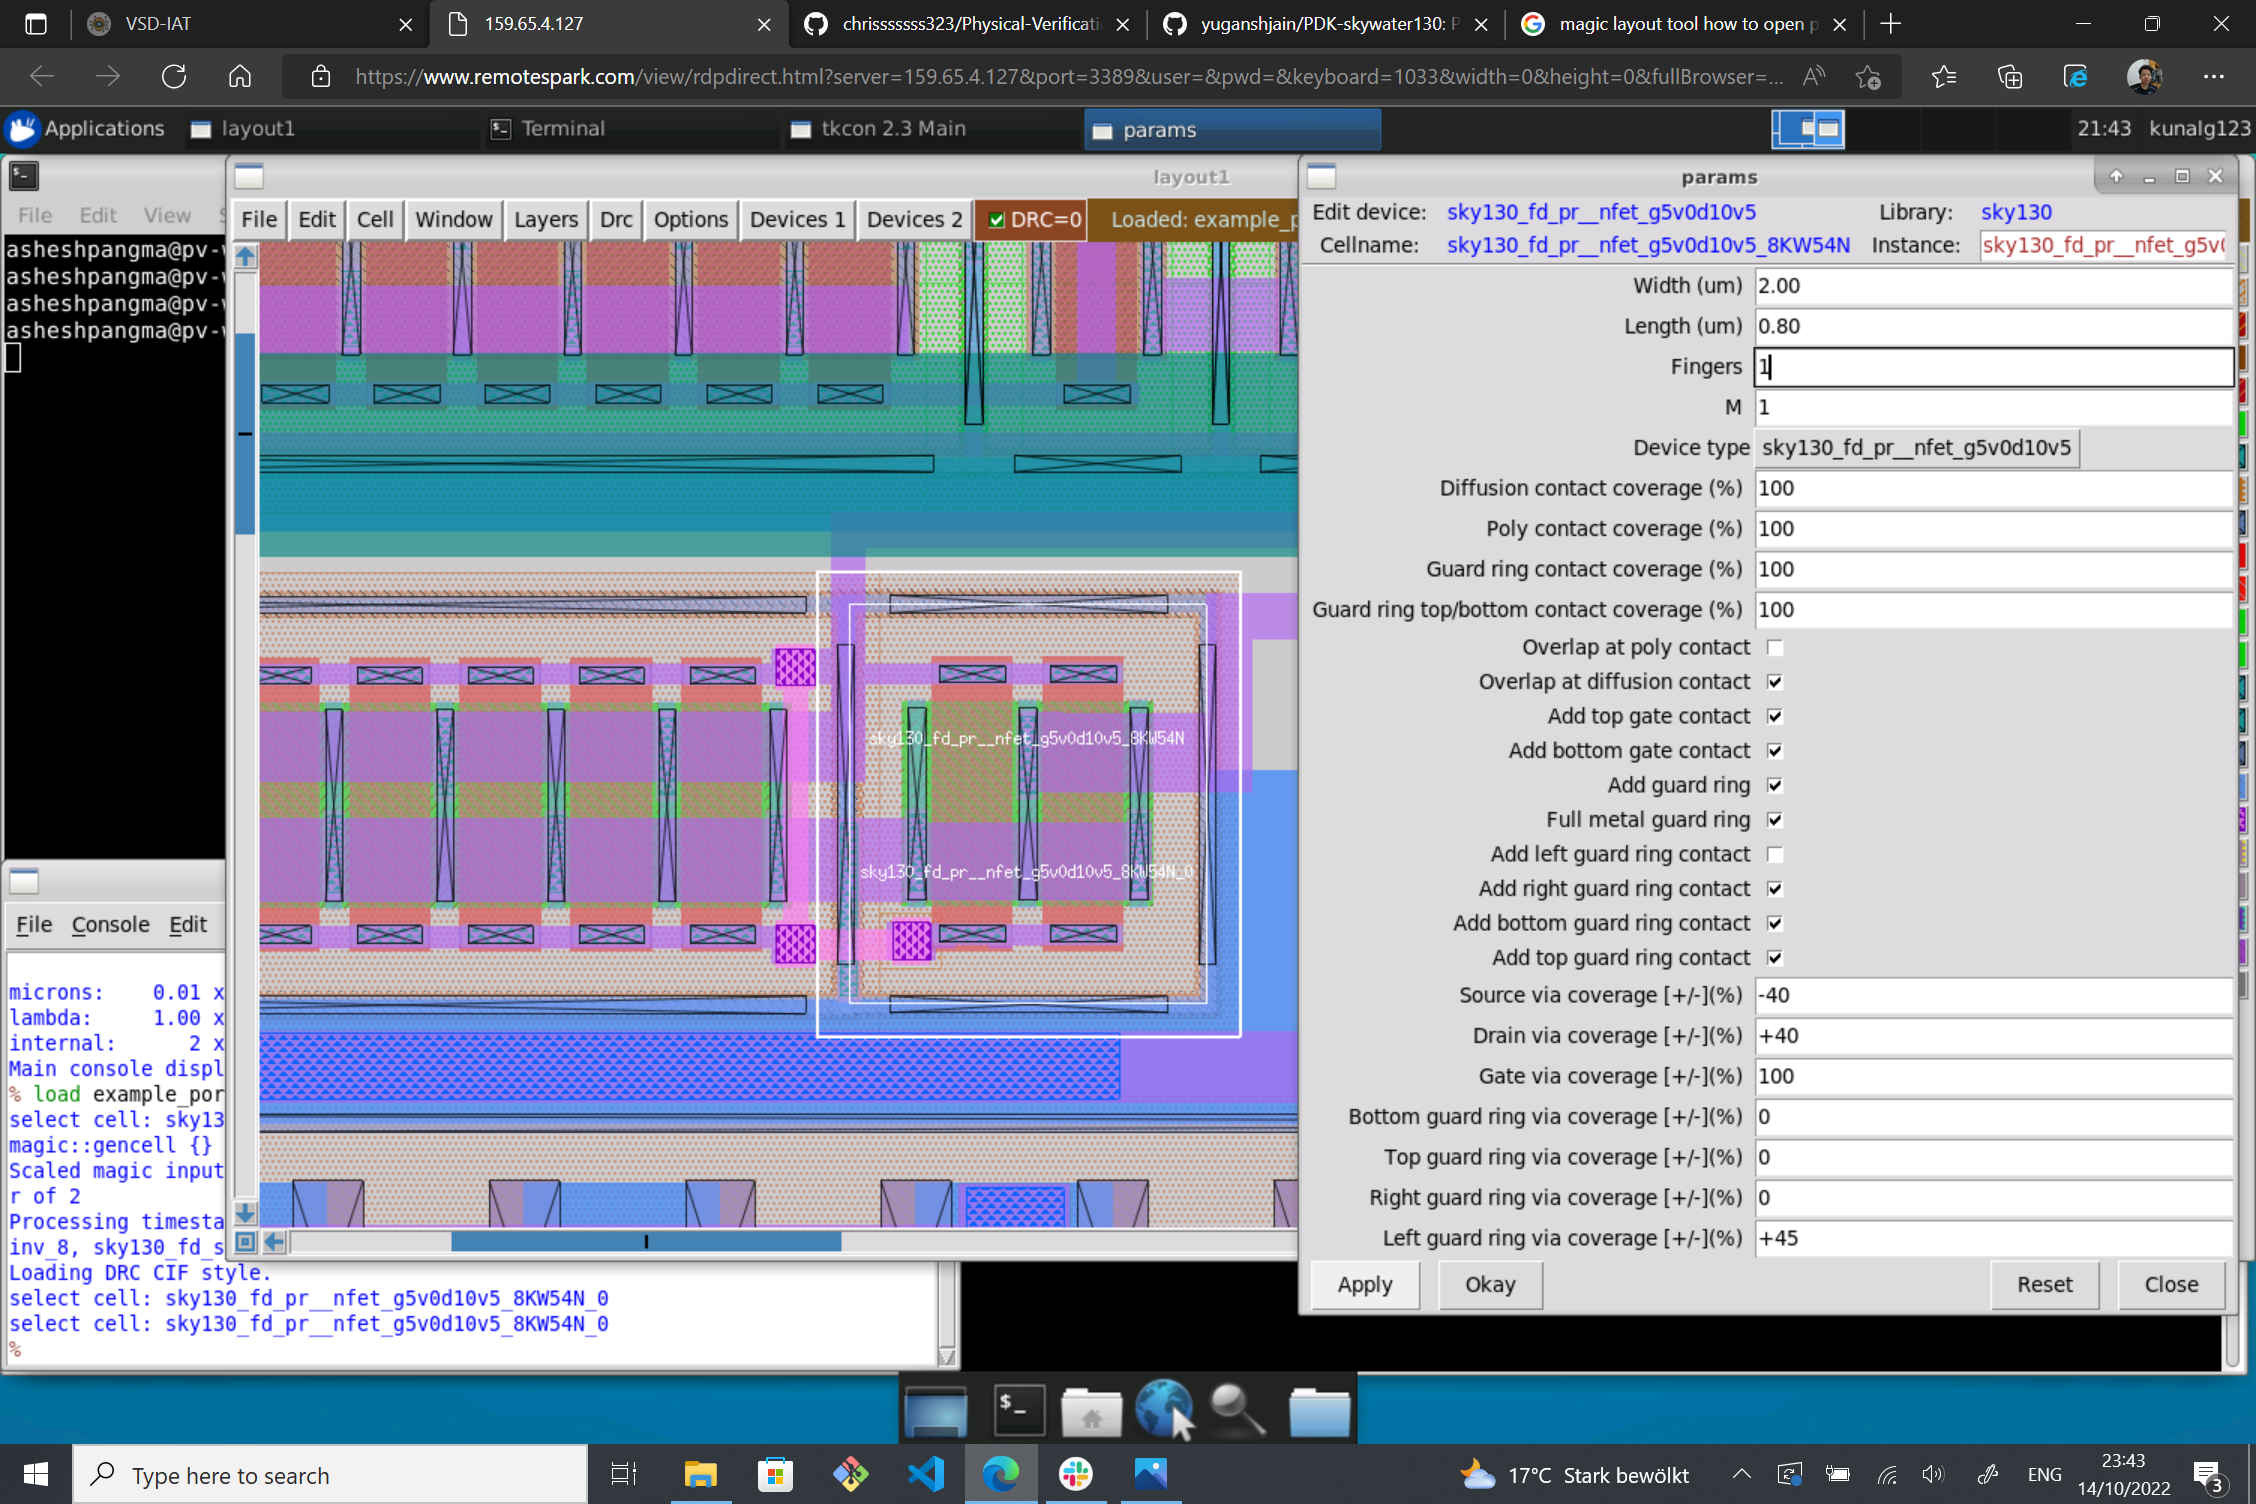 VSD-IAT
159.65.4.127
chrisssssss323/Physical-Verificati
yuganshjain/PDK-skywater130: P
magic layout tool how to open p
https://www.remotespark.com/view/rdpdirect.html?server=159.65.4.127&port=3389&user=&pwd=&keyboard=1033&width=0&height=0&fullBrowser=...
Applications
layout1
Terminal
tkcon 2.3 Main
params
21:43 kunalg123
layout1
params
File Edit View
File Edit Cell Window Layers Drc Options Devices 1 Devices 2 DRC=0 Loaded: example_p
Edit device: sky130_fd_pr__nfet_g5v0d10v5 Library: sky130
Cellname: sky130_fd_pr__nfet_g5v0d10v5_8KW54N Instance: sky130_fd_pr__nfet_g5v
asheshpangma@pv-
asheshpangma@pv-
asheshpangma@pv-
asheshpangma@pv-
Width (um) 2.00
Length (um) 0.80
Fingers 1
M 1
Device type sky130_fd_pr__nfet_g5v0d10v5
Diffusion contact coverage (%) 100
Poly contact coverage (%) 100
Guard ring contact coverage (%) 100
Guard ring top/bottom contact coverage (%) 100
Overlap at poly contact
Overlap at diffusion contact
Add top gate contact
Add bottom gate contact
Add guard ring
Full metal guard ring
Add left guard ring contact
Add right guard ring contact
Add bottom guard ring contact
Add top guard ring contact
Source via coverage [+/-](%) -40
Drain via coverage [+/-](%) +40
Gate via coverage [+/-](%) 100
Bottom guard ring via coverage [+/-](%) 0
Top guard ring via coverage [+/-](%) 0
Right guard ring via coverage [+/-](%) 0
Left guard ring via coverage [+/-](%) +45
Apply Okay Reset Close
sky130_fd_pr__nfet_g5v0d10v5_8KW54N
sky130_fd_pr__nfet_g5v0d10v5_8KW54N_0
File Console Edit
microns: 0.01 x
lambda: 1.00 x
internal: 2 x
Main console displ
% load example_por
select cell: sky13
magic::gencell {}
Scaled magic input
r of 2
Processing timesta
inv_8, sky130_fd_s
Loading DRC CIF style.
select cell: sky130_fd_pr__nfet_g5v0d10v5_8KW54N_0
select cell: sky130_fd_pr__nfet_g5v0d10v5_8KW54N_0
%
Type here to search
17°C Stark bewölkt
ENG
23:43
14/10/2022
3